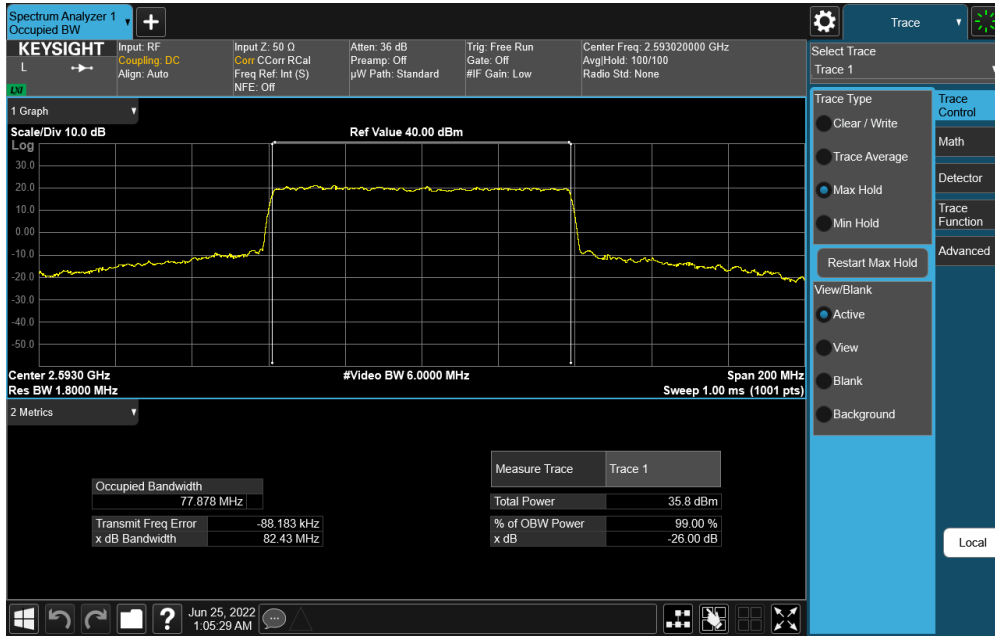 Spectrum Analyzer 1
Occupied BW
Trace
KEYSIGHT
L
LXI
Input: RF
Coupling: DC
Align: Auto
Input Z: 50 Ω
Corr CCorr RCal
Freq Ref: Int (S)
NFE: Off
Atten: 36 dB
Preamp: Off
µW Path: Standard
Trig: Free Run
Gate: Off
#IF Gain: Low
Center Freq: 2.593020000 GHz
Avg|Hold: 100/100
Radio Std: None
Select Trace
Trace 1
1 Graph
Scale/Div 10.0 dB
Ref Value 40.00 dBm
Log
30.0
20.0
10.0
0.00
-10.0
-20.0
-30.0
-40.0
-50.0
Center 2.5930 GHz
#Video BW 6.0000 MHz
Span 200 MHz
Res BW 1.8000 MHz
Sweep 1.00 ms (1001 pts)
Trace Type
Clear / Write
Trace Average
Max Hold
Min Hold
Restart Max Hold
View/Blank
Active
View
Blank
Background
Trace
Control
Math
Detector
Trace
Function
Advanced
2 Metrics
Occupied Bandwidth
77.878 MHz
Transmit Freq Error -88.183 kHz
x dB Bandwidth 82.43 MHz
Measure Trace Trace 1
Total Power 35.8 dBm
% of OBW Power 99.00 %
x dB -26.00 dB
Local
?
Jun 25, 2022
1:05:29 AM